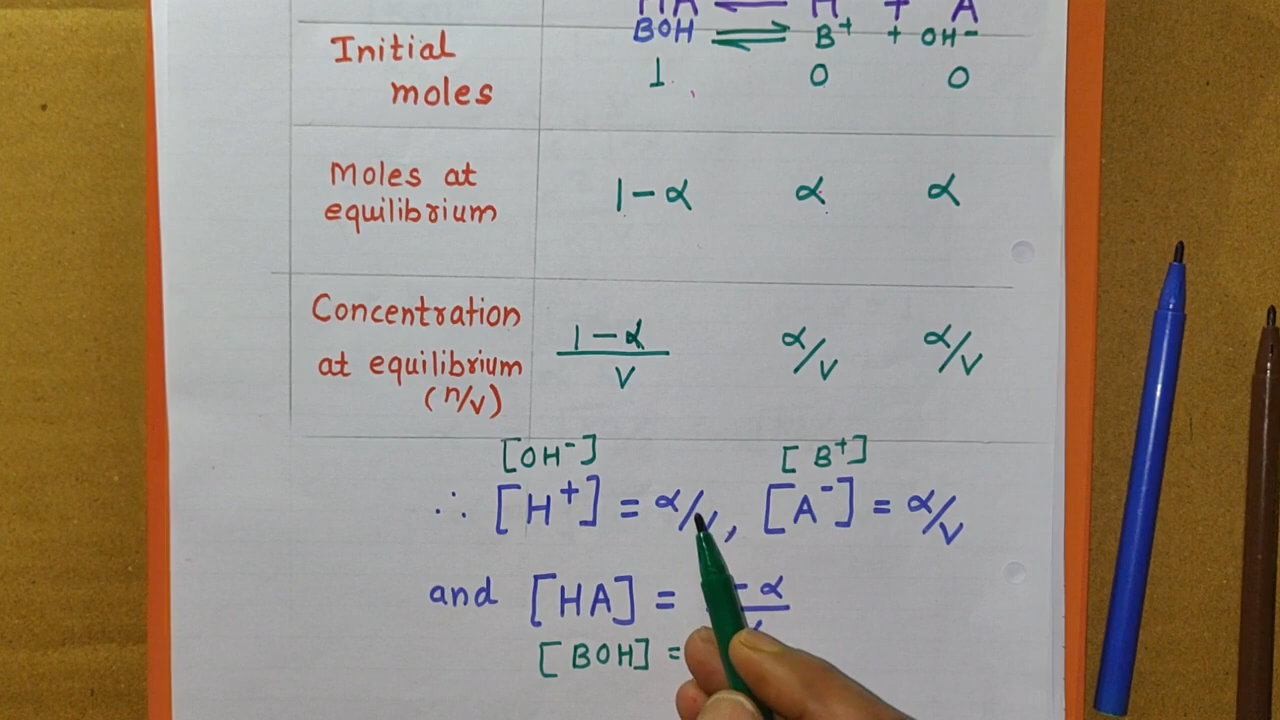 HA ⇌ H + A
BOH ⇌ B⁺ + OH⁻
Initial moles 1 0 0
Moles at equilibrium 1-α α α
Concentration at equilibrium (n/v) 1-α/V α/V α/V
[OH⁻] [B⁺]
∴ [H⁺] = α/V, [A⁻] = α/V
and [HA] = -α
[BOH] =